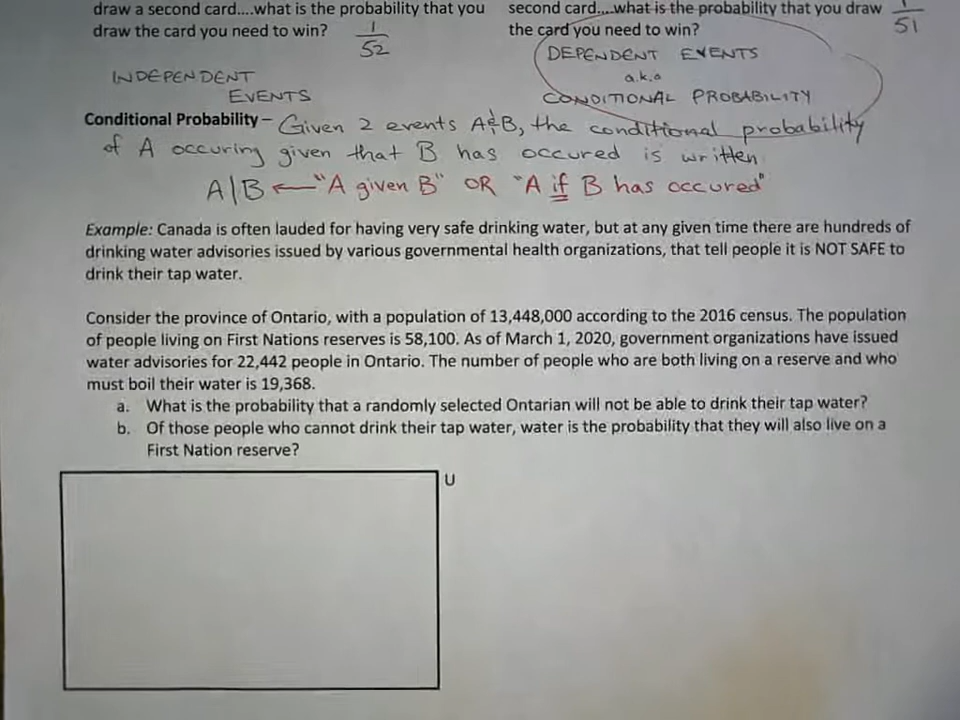 draw a second card....what is the probability that you
draw the card you need to win? 1/52
INDEPENDENT
EVENTS
second card....what is the probability that you draw
the card you need to win? 1/51
DEPENDENT EVENTS
a.k.a
CONDITIONAL PROBABILITY
Conditional Probability – Given 2 events A & B, the conditional probability
of A occuring given that B has occured is written
A|B ← "A given B" OR "A if B has occured"
Example: Canada is often lauded for having very safe drinking water, but at any given time there are hundreds of
drinking water advisories issued by various governmental health organizations, that tell people it is NOT SAFE to
drink their tap water.
Consider the province of Ontario, with a population of 13,448,000 according to the 2016 census. The population
of people living on First Nations reserves is 58,100. As of March 1, 2020, government organizations have issued
water advisories for 22,442 people in Ontario. The number of people who are both living on a reserve and who
must boil their water is 19,368.
a. What is the probability that a randomly selected Ontarian will not be able to drink their tap water?
b. Of those people who cannot drink their tap water, water is the probability that they will also live on a
First Nation reserve?
U